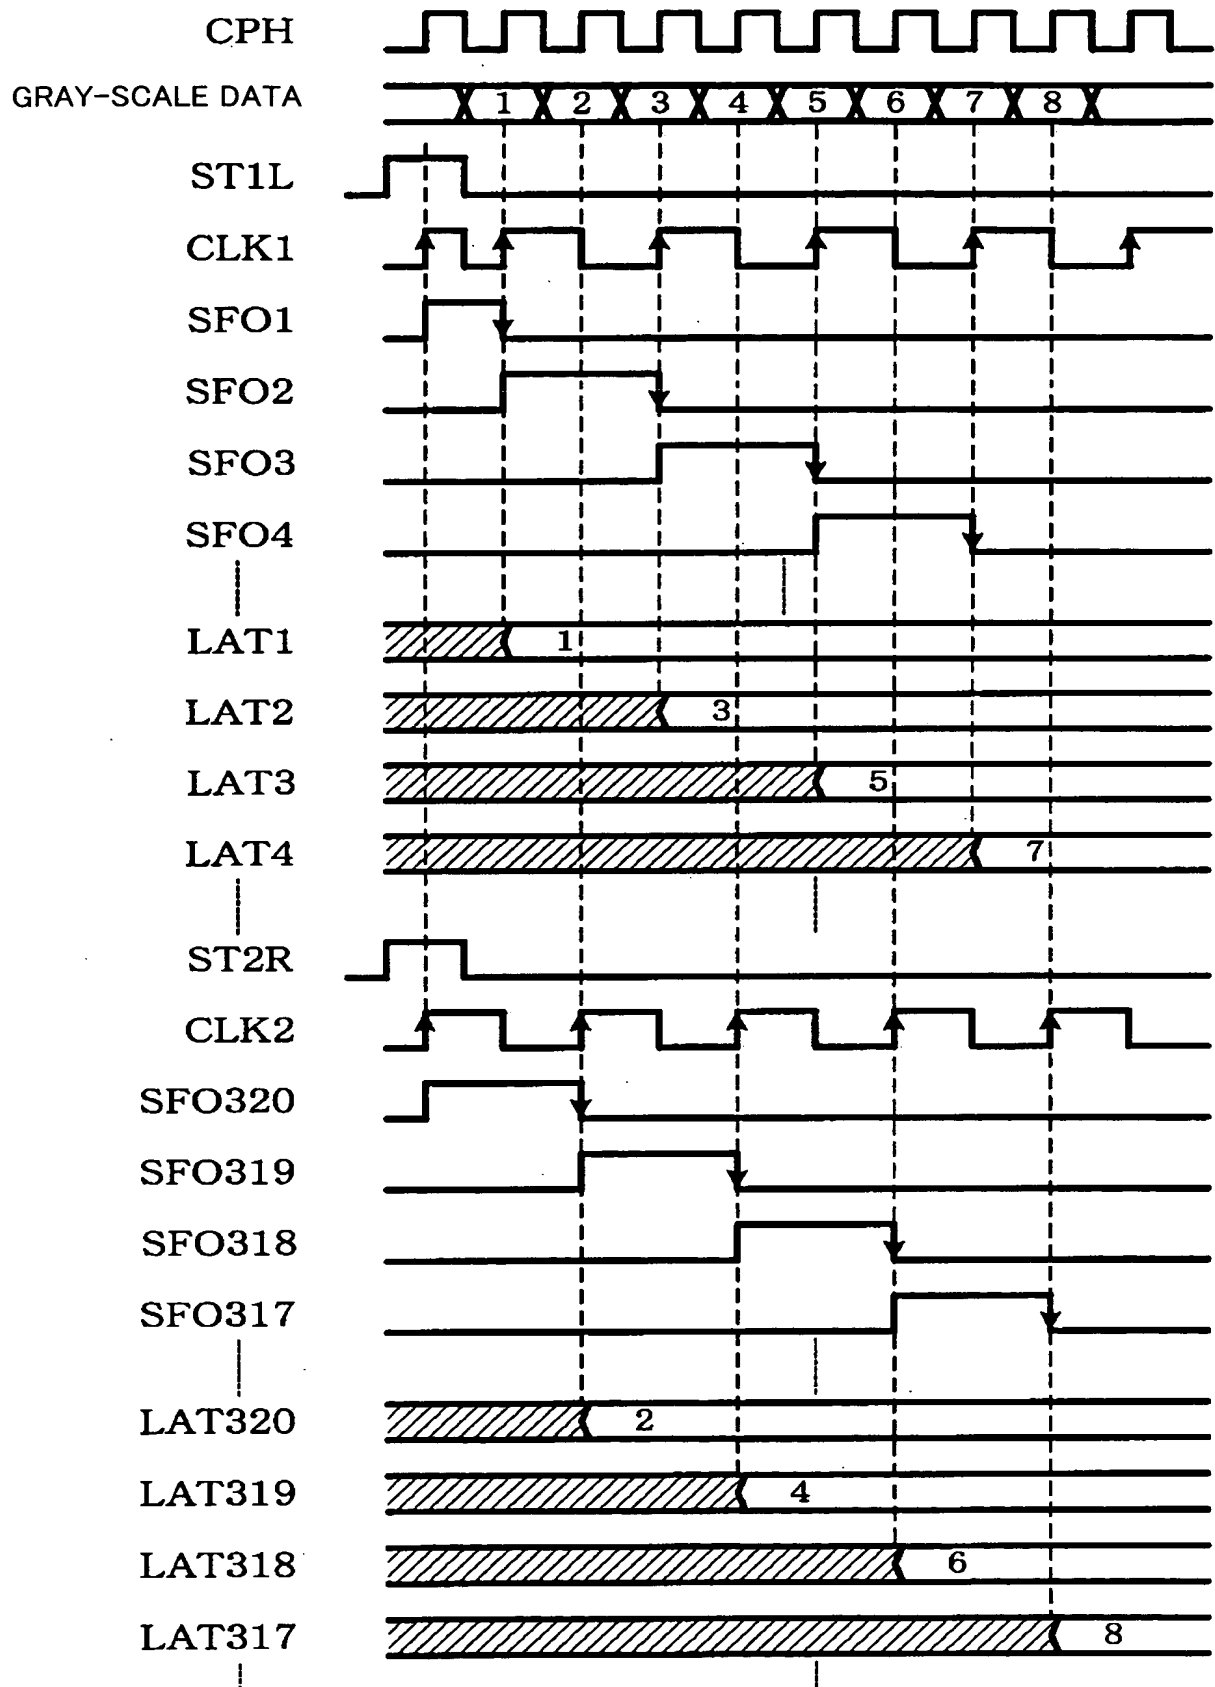 CPH
GRAY-SCALE DATA 1 2 3 4 5 6 7 8
ST1L
CLK1
SFO1
SFO2
SFO3
SFO4
LAT1 1
LAT2 3
LAT3 5
LAT4 7
ST2R
CLK2
SFO320
SFO319
SFO318
SFO317
LAT320 2
LAT319 4
LAT318 6
LAT317 8